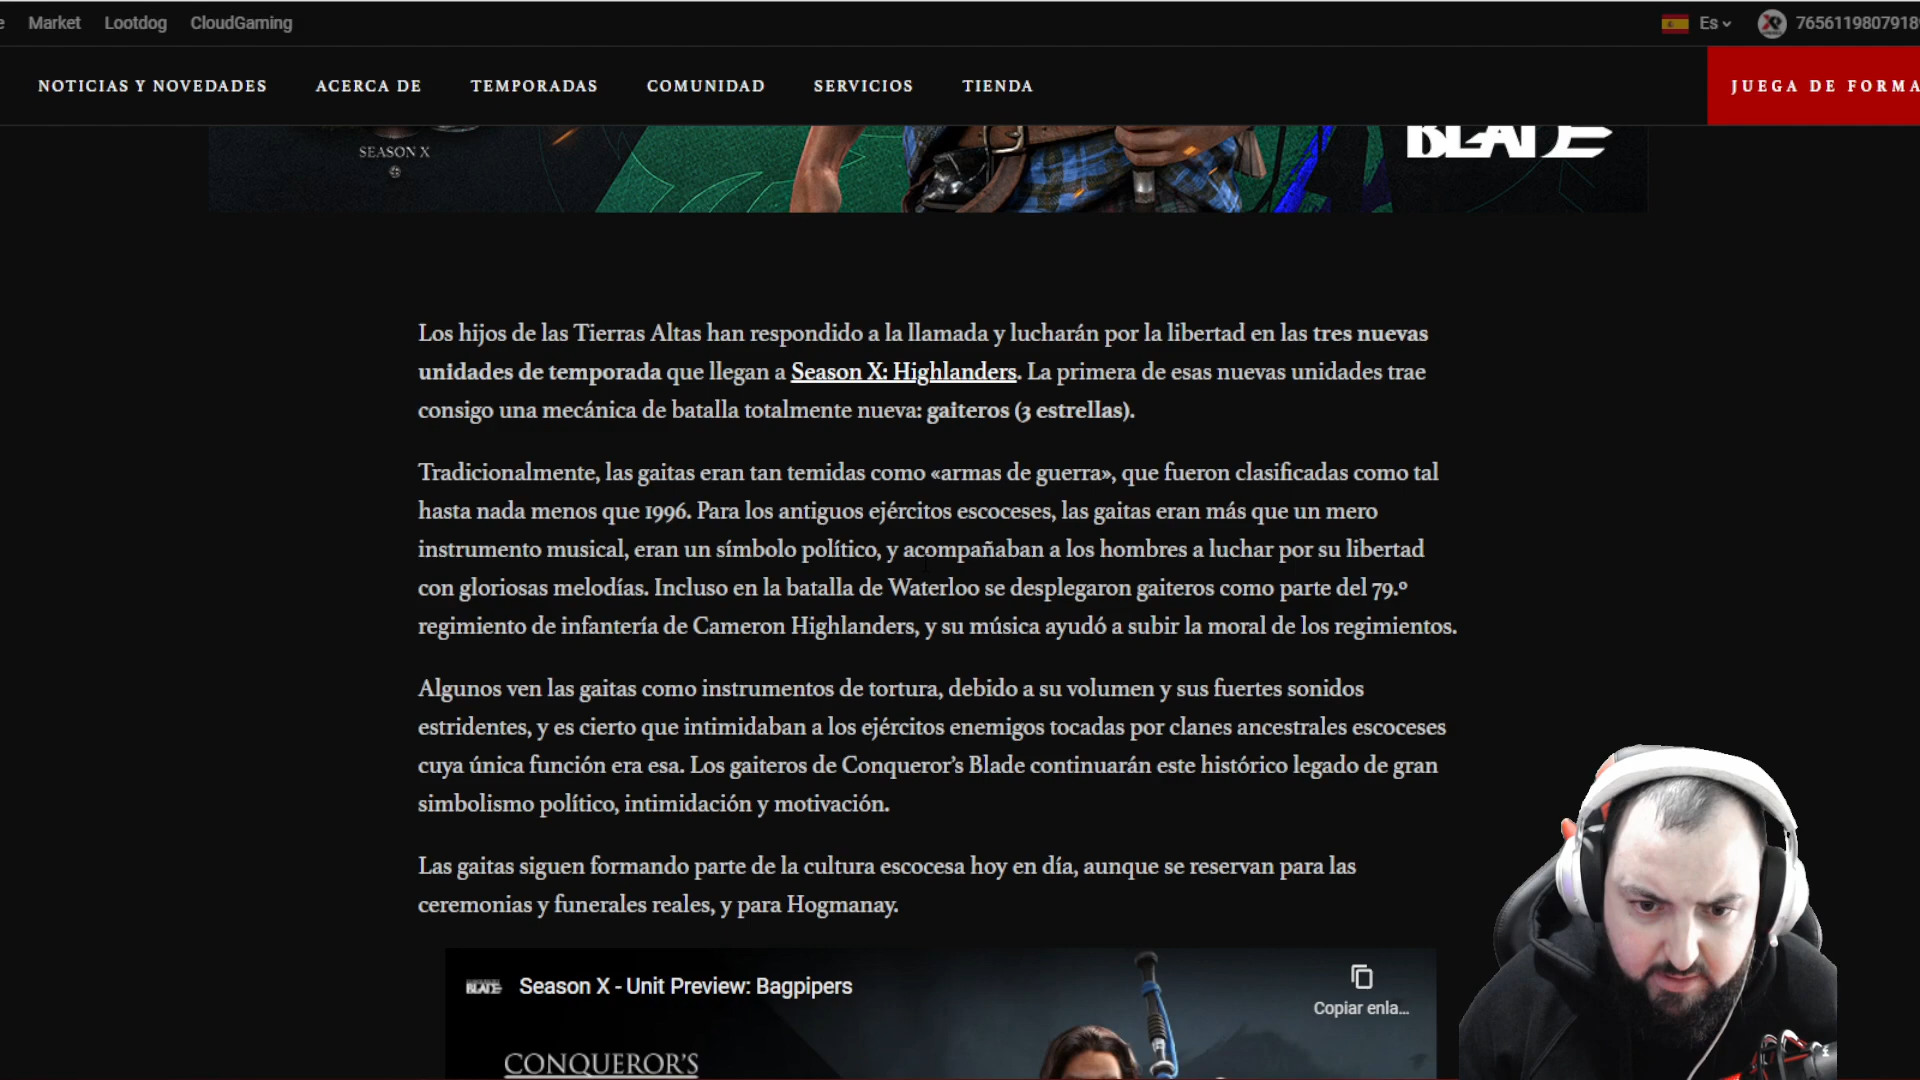 Market Lootdog CloudGaming Es
NOTICIAS Y NOVEDADES ACERCA DE TEMPORADAS COMUNIDAD SERVICIOS TIENDA JUEGA DE FORMA
SEASON X
BLADE
Los hijos de las Tierras Altas han respondido a la llamada y lucharán por la libertad en las tres nuevas
unidades de temporada que llegan a Season X: Highlanders. La primera de esas nuevas unidades trae
consigo una mecánica de batalla totalmente nueva: gaiteros (3 estrellas).
Tradicionalmente, las gaitas eran tan temidas como «armas de guerra», que fueron clasificadas como tal
hasta nada menos que 1996. Para los antiguos ejércitos escoceses, las gaitas eran más que un mero
instrumento musical, eran un símbolo político, y acompañaban a los hombres a luchar por su libertad
con gloriosas melodías. Incluso en la batalla de Waterloo se desplegaron gaiteros como parte del 79.º
regimiento de infantería de Cameron Highlanders, y su música ayudó a subir la moral de los regimientos.
Algunos ven las gaitas como instrumentos de tortura, debido a su volumen y sus fuertes sonidos
estridentes, y es cierto que intimidaban a los ejércitos enemigos tocadas por clanes ancestrales escoceses
cuya única función era esa. Los gaiteros de Conqueror's Blade continuarán este histórico legado de gran
simbolismo político, intimidación y motivación.
Las gaitas siguen formando parte de la cultura escocesa hoy en día, aunque se reservan para las
ceremonias y funerales reales, y para Hogmanay.
BLADE Season X - Unit Preview: Bagpipers
Copiar enla...
CONQUEROR'S